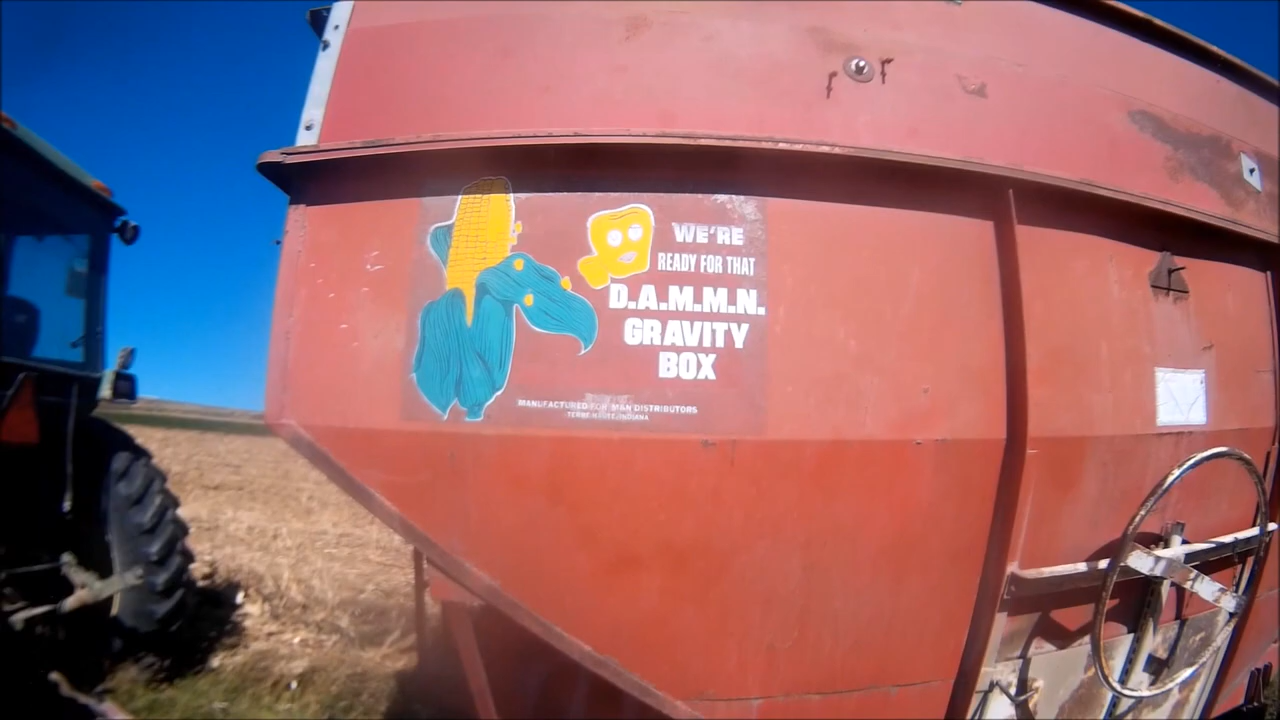 WE'RE
READY FOR THAT
D.A.M.M.N.
GRAVITY
BOX
MANUFACTURED FOR M&N DISTRIBUTORS
TERRE HAUTE, INDIANA